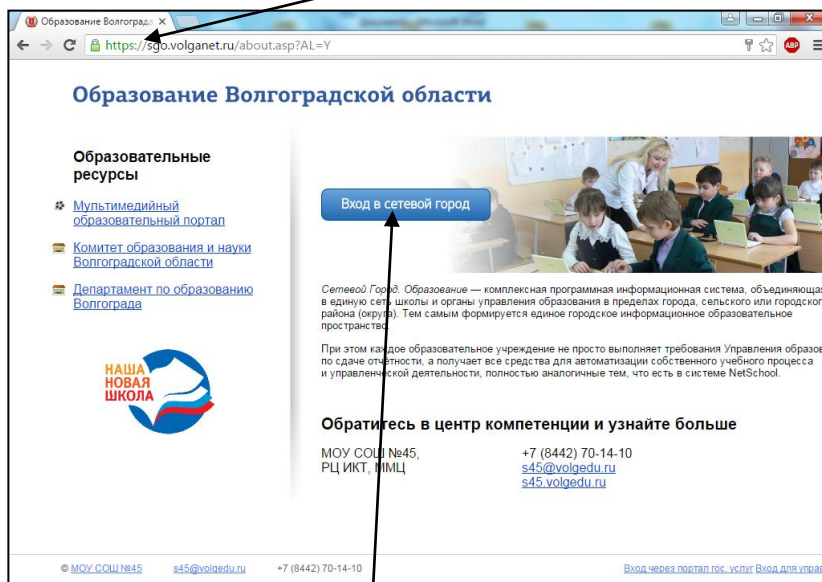 Образование Волгограда
https://sgo.volganet.ru/about.asp?AL=Y
ABP
Образование Волгоградской области
Образовательные
ресурсы
Мультимедийный
образовательный портал
Комитет образования и науки
Волгоградской области
Департамент по образованию
Волгограда
НАША
НОВАЯ
ШКОЛА
Вход в сетевой город
Сетевой Город. Образование — комплексная программная информационная система, объединяющая
в единую сеть школы и органы управления образования в пределах города, сельского или городског
района (округа). Тем самым формируется единое городское информационное образовательное
пространство.
При этом каждое образовательное учреждение не просто выполняет требования Управления образов
по сдаче отчетности, а получает все средства для автоматизации собственного учебного процесса
и управленческой деятельности, полностью аналогичные тем, что есть в системе NetSchool.
Обратитесь в центр компетенции и узнайте больше
МОУ СОШ №45,
РЦ ИКТ, ММЦ
+7 (8442) 70-14-10
s45@volgedu.ru
s45.volgedu.ru
© МОУ СОШ №45 s45@volgedu.ru +7 (8442) 70-14-10 Вход через портал гос. услуг Вход для управ